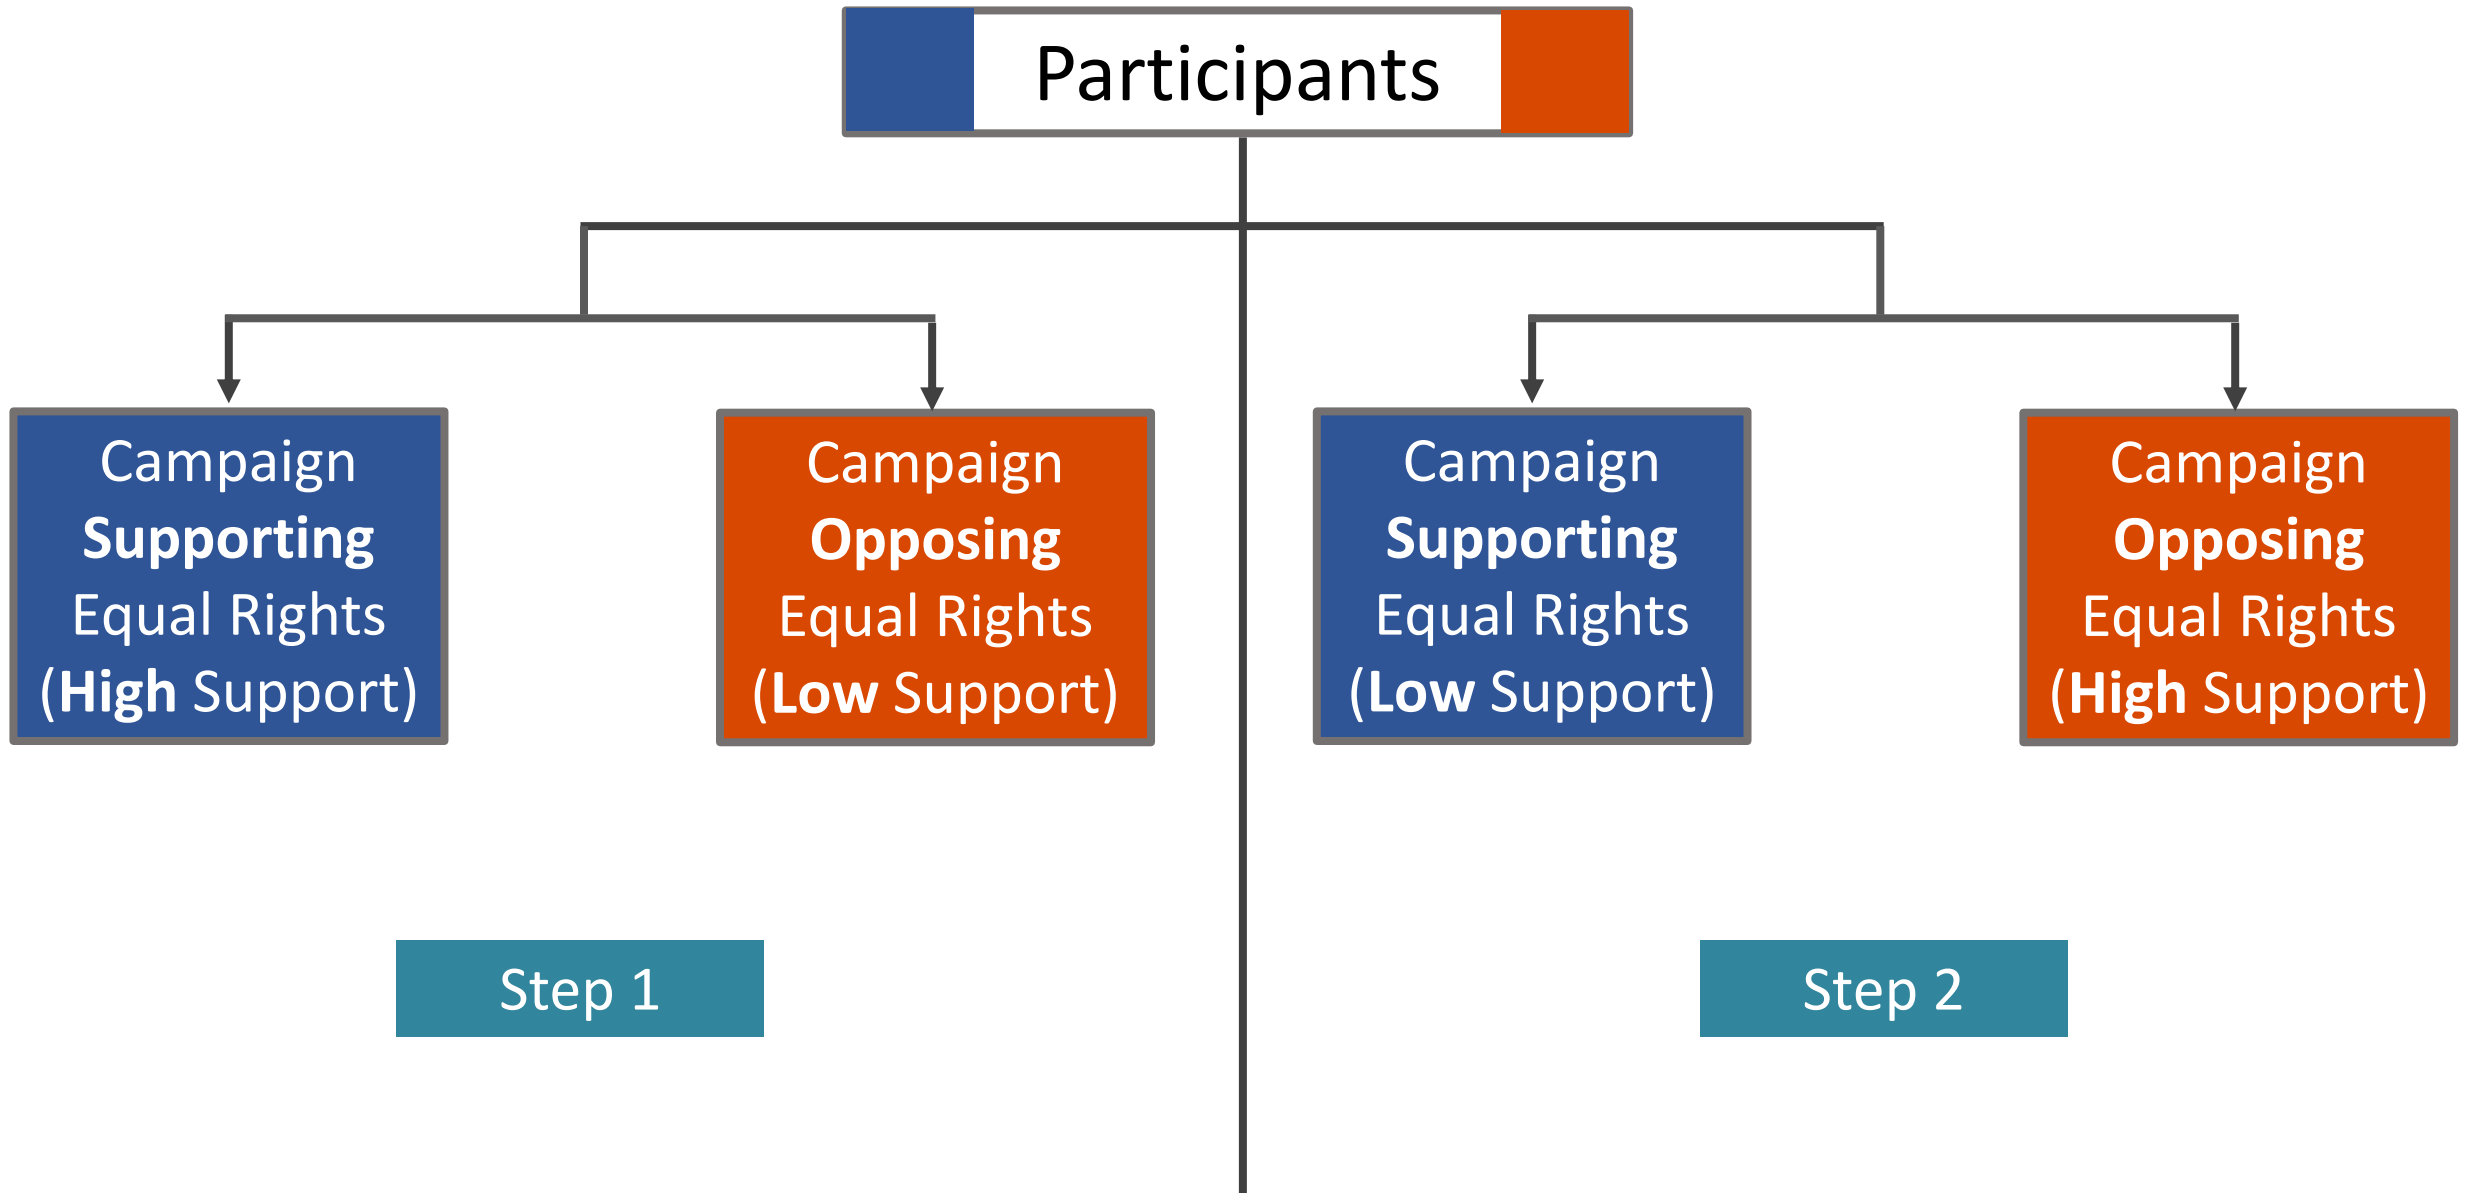 Participants
Campaign
Supporting
Equal Rights
(High Support)
Campaign
Opposing
Equal Rights
(Low Support)
Campaign
Supporting
Equal Rights
(Low Support)
Campaign
Opposing
Equal Rights
(High Support)
Step 1
Step 2